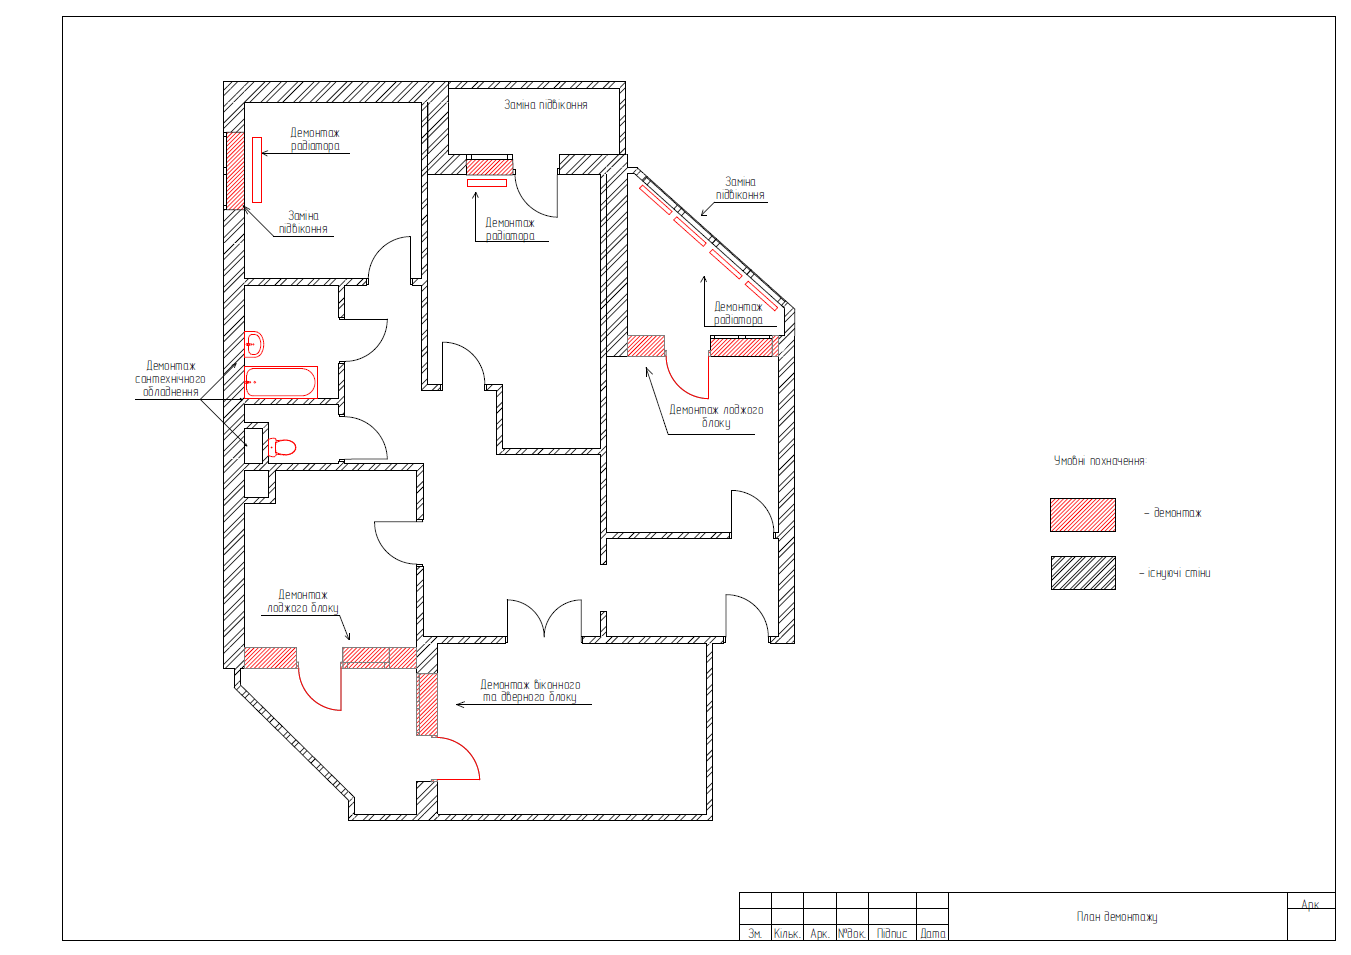 Заміна підвіконня
Демонтаж
радіатора
Заміна
підвіконня
Заміна
підвіконня
Демонтаж
радіатора
Демонтаж
радіатора
Демонтаж
сантехнічного
обладнення
Демонтаж лоджого
блоку
Умовні похначення:
- демонтаж
- існуючі стіни
Демонтаж
лоджого блоку
Демонтаж віконного
та дверного блоку
Зм.
Кільк.
Арк.
№док.
Підпис
Дата
План демонтажу
Арк